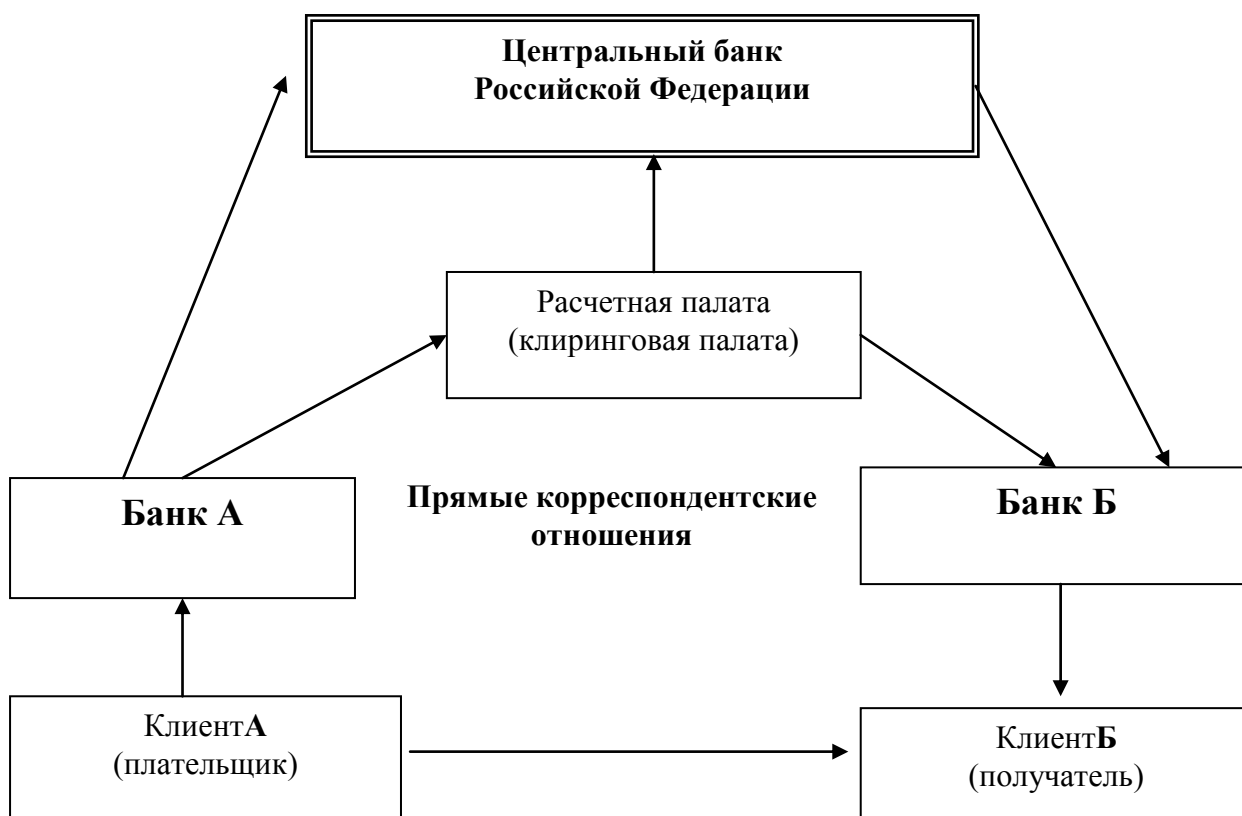 Центральный банк
Российской Федерации
Расчетная палата
(клиринговая палата)
Банк А
Прямые корреспондентские
отношения
Банк Б
КлиентА
(плательщик)
КлиентБ
(получатель)